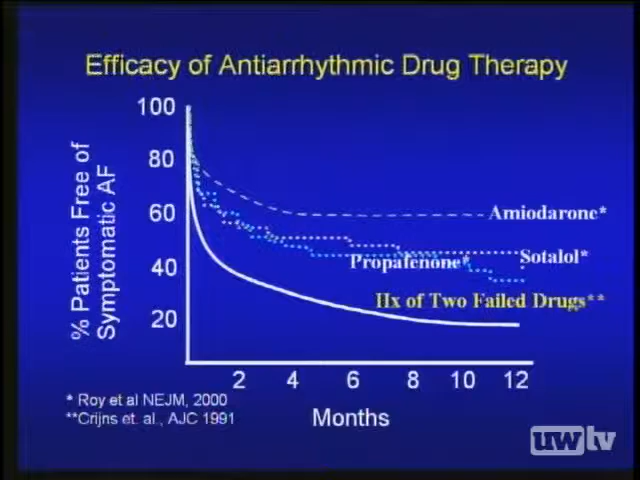 Efficacy of Antiarrhythmic Drug Therapy
% Patients Free of
Symptomatic AF
100
80
60
40
20
Amiodarone*
Propafenone*
Sotalol*
Hx of Two Failed Drugs**
2 4 6 8 10 12
Months
* Roy et al NEJM, 2000
**Crijns et. al., AJC 1991
uwtv